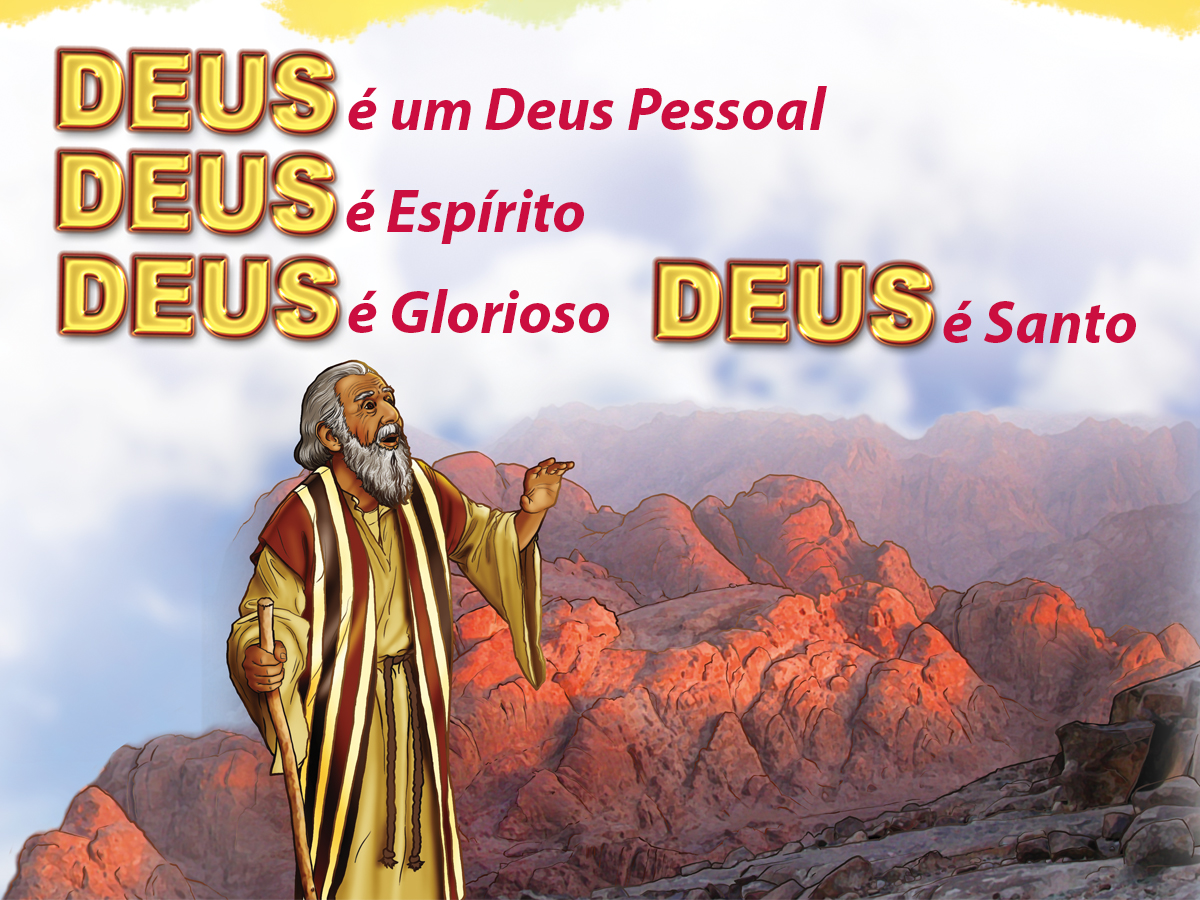 DEUS é um Deus Pessoal
DEUS é Espírito
DEUS é Glorioso
DEUS é Santo